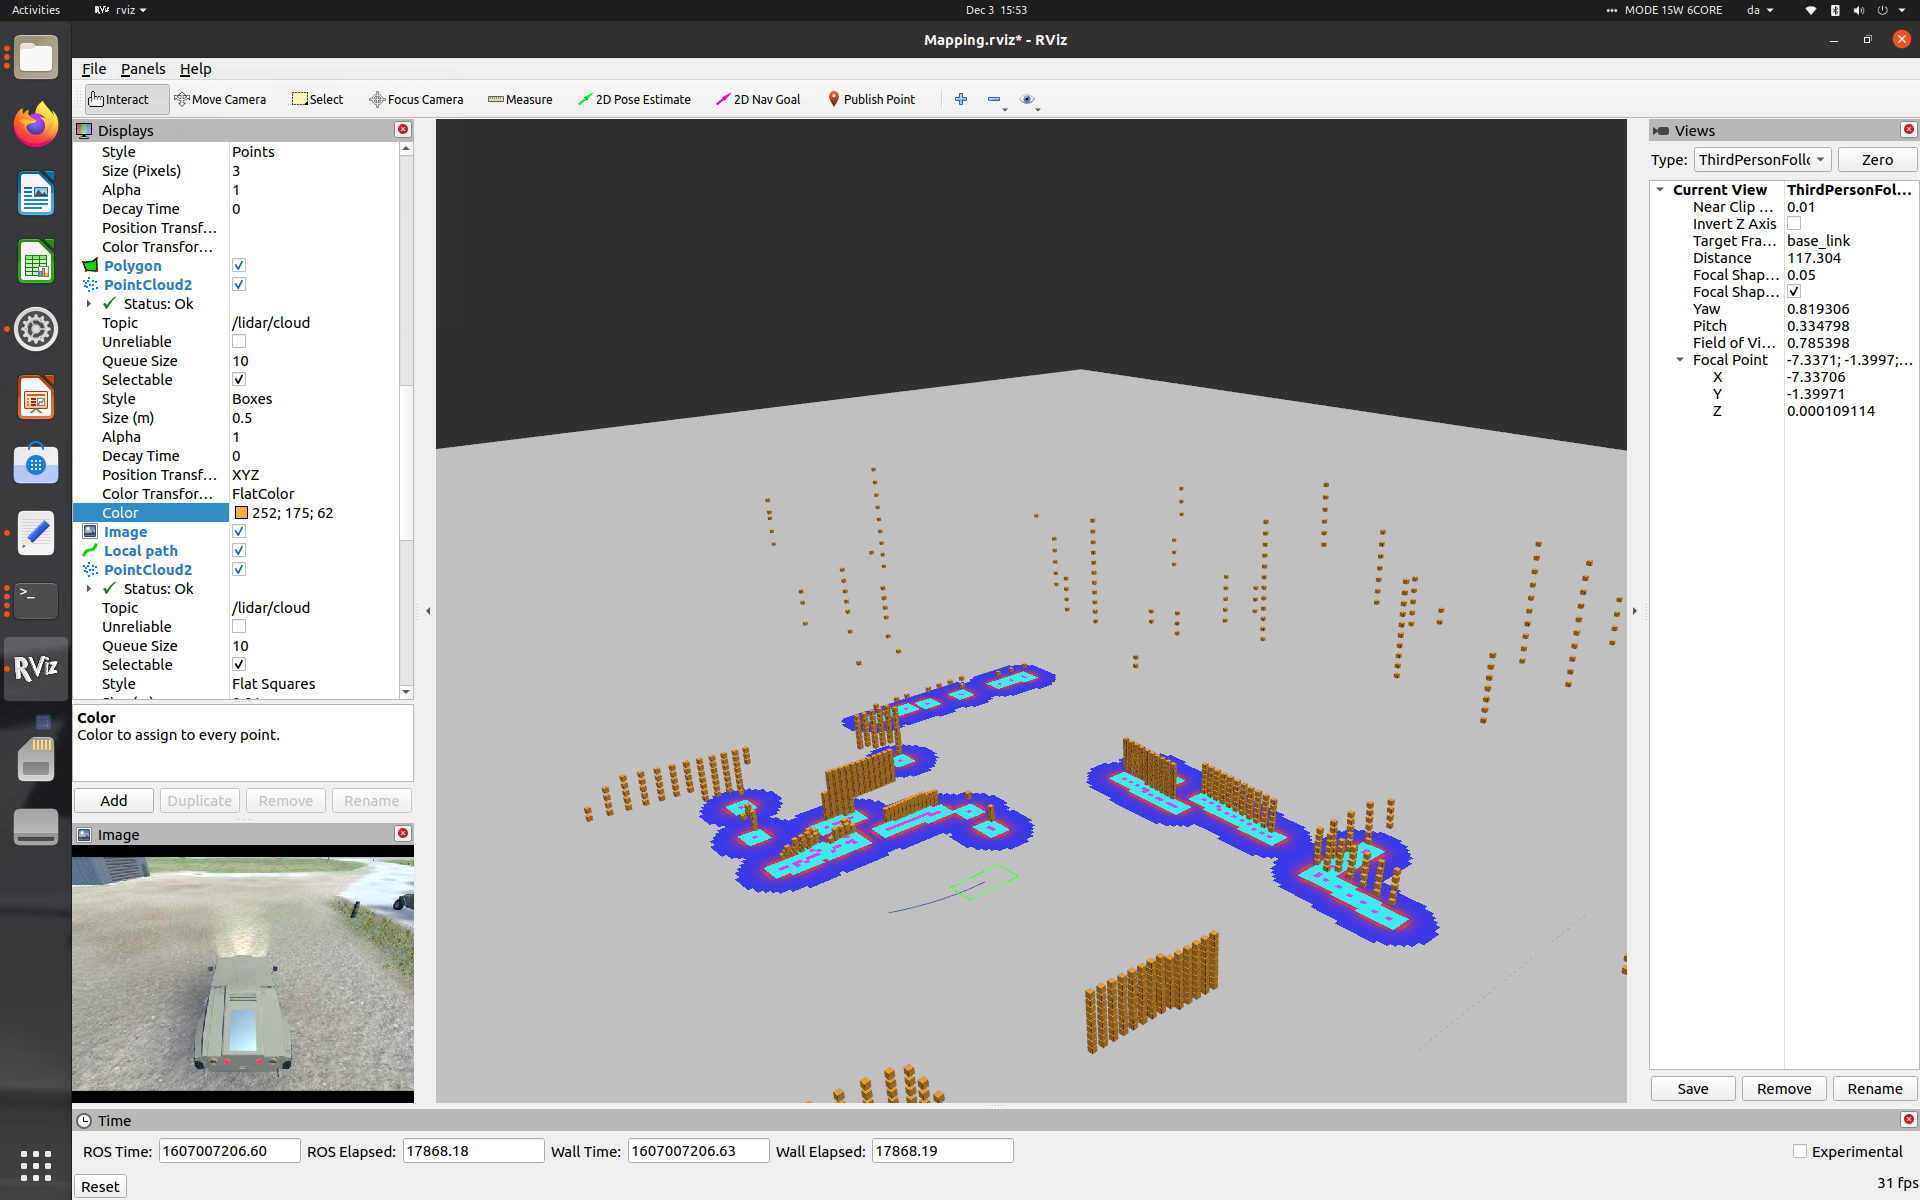 Activities
rviz
Dec 3 15:53
MODE 15W 6CORE
da
Mapping.rviz* - RViz
File Panels Help
Interact
Move Camera
Select
Focus Camera
Measure
2D Pose Estimate
2D Nav Goal
Publish Point
Displays
Style Points
Size (Pixels) 3
Alpha 1
Decay Time 0
Position Transf...
Color Transfor...
Polygon
PointCloud2
Status: Ok
Topic /lidar/cloud
Unreliable
Queue Size 10
Selectable
Style Boxes
Size (m) 0.5
Alpha 1
Decay Time 0
Position Transf... XYZ
Color Transfor... FlatColor
Color 252; 175; 62
Image
Local path
PointCloud2
Status: Ok
Topic /lidar/cloud
Unreliable
Queue Size 10
Selectable
Style Flat Squares
Color
Color to assign to every point.
Add Duplicate Remove Rename
Image
Views
Type: ThirdPersonFoll Zero
Current View ThirdPersonFol...
Near Clip ... 0.01
Invert Z Axis
Target Fra... base_link
Distance 117.304
Focal Shap... 0.05
Focal Shap...
Yaw 0.819306
Pitch 0.334798
Field of Vi... 0.785398
Focal Point -7.3371; -1.3997;...
X -7.33706
Y -1.39971
Z 0.000109114
Save Remove Rename
RViz
Time
ROS Time: 1607007206.60 ROS Elapsed: 17868.18 Wall Time: 1607007206.63 Wall Elapsed: 17868.19
Experimental
Reset
31 fps